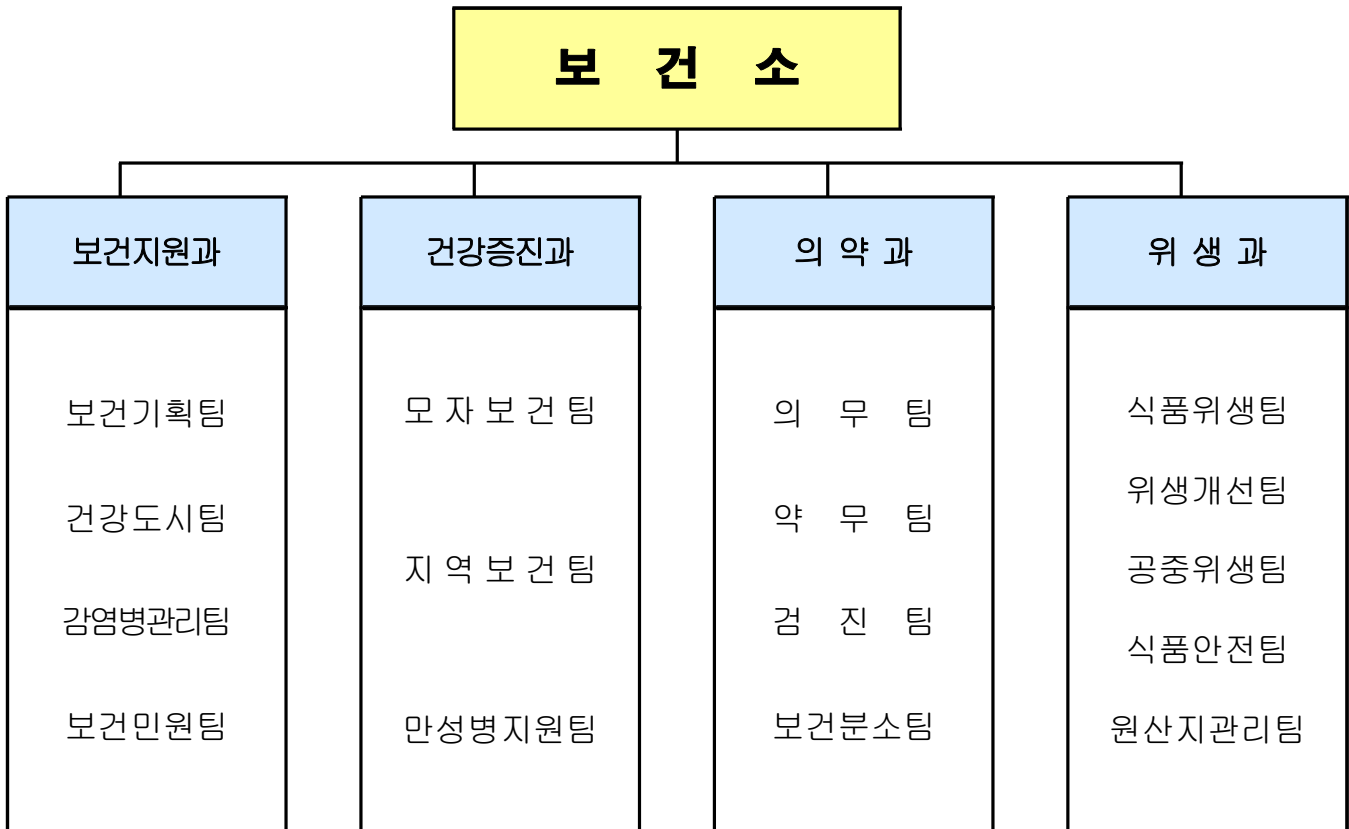 보 건 소
보건지원과
보건기획팀
건강도시팀
감염병관리팀
보건민원팀
건강증진과
모 자 보 건 팀
지 역 보 건 팀
만성병지원팀
의 약 과
의 무 팀
약 무 팀
검 진 팀
보건분소팀
위 생 과
식품위생팀
위생개선팀
공중위생팀
식품안전팀
원산지관리팀